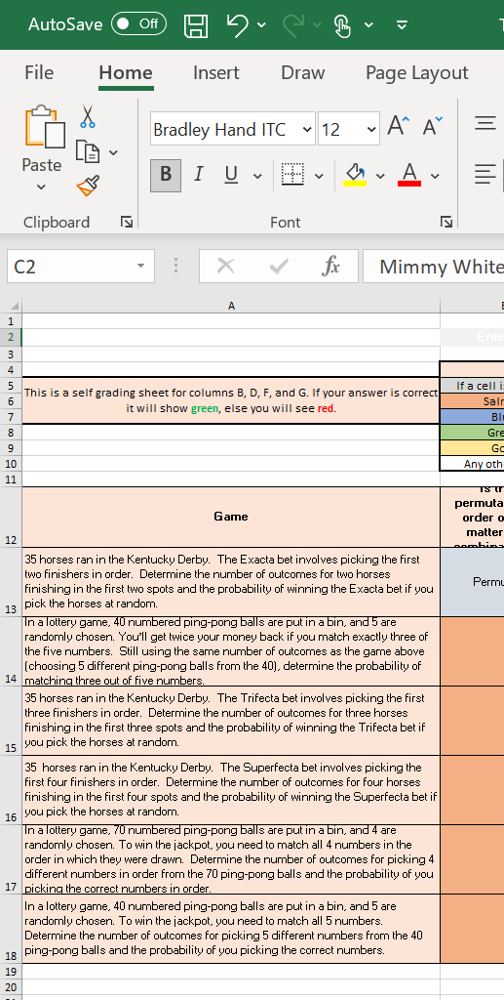 AutoSave Off
File Home Insert Draw Page Layout
Bradley Hand ITC 12 A A
Paste
B I U A
Clipboard Font
C2 fx Mimmy White
A
1
2
3
4
5 This is a self grading sheet for columns B, D, F, and G. If your answer is correct If a cell i
6 it will show green, else you will see red.
7 Bl
8 Gre
9 Go
10 Any oth
11
permuta
order o
12 Game matter
35 horses ran in the Kentucky Derby. The Exacta bet involves picking the first
two finishers in order. Determine the number of outcomes for two horses
finishing in the first two spots and the probability of winning the Exacta bet if you Permu
13 pick the horses at random.
In a lottery game, 40 numbered ping-pong balls are put in a bin, and 5 are
randomly chosen. You'll get twice your money back if you match exactly three of
the five numbers. Still using the same number of outcomes as the game above
(choosing 5 different ping-pong balls from the 40), determine the probability of
14 matching three out of five numbers.
35 horses ran in the Kentucky Derby. The Trifecta bet involves picking the first
three finishers in order. Determine the number of outcomes for three horses
finishing in the first three spots and the probability of winning the Trifecta bet if
15 you pick the horses at random.
35 horses ran in the Kentucky Derby. The Superfecta bet involves picking the
first four finishers in order. Determine the number of outcomes for four horses
finishing in the first four spots and the probability of winning the Superfecta bet if
16 you pick the horses at random.
In a lottery game, 70 numbered ping-pong balls are put in a bin, and 4 are
randomly chosen. To win the jackpot, you need to match all 4 numbers in the
order in which they were drawn. Determine the number of outcomes for picking 4
different numbers in order from the 70 ping-pong balls and the probability of you
17 picking the correct numbers in order.
In a lottery game, 40 numbered ping-pong balls are put in a bin, and 5 are
randomly chosen. To win the jackpot, you need to match all 5 numbers.
Determine the number of outcomes for picking 5 different numbers from the 40
18 ping-pong balls and the probability of you picking the correct numbers.
19
20